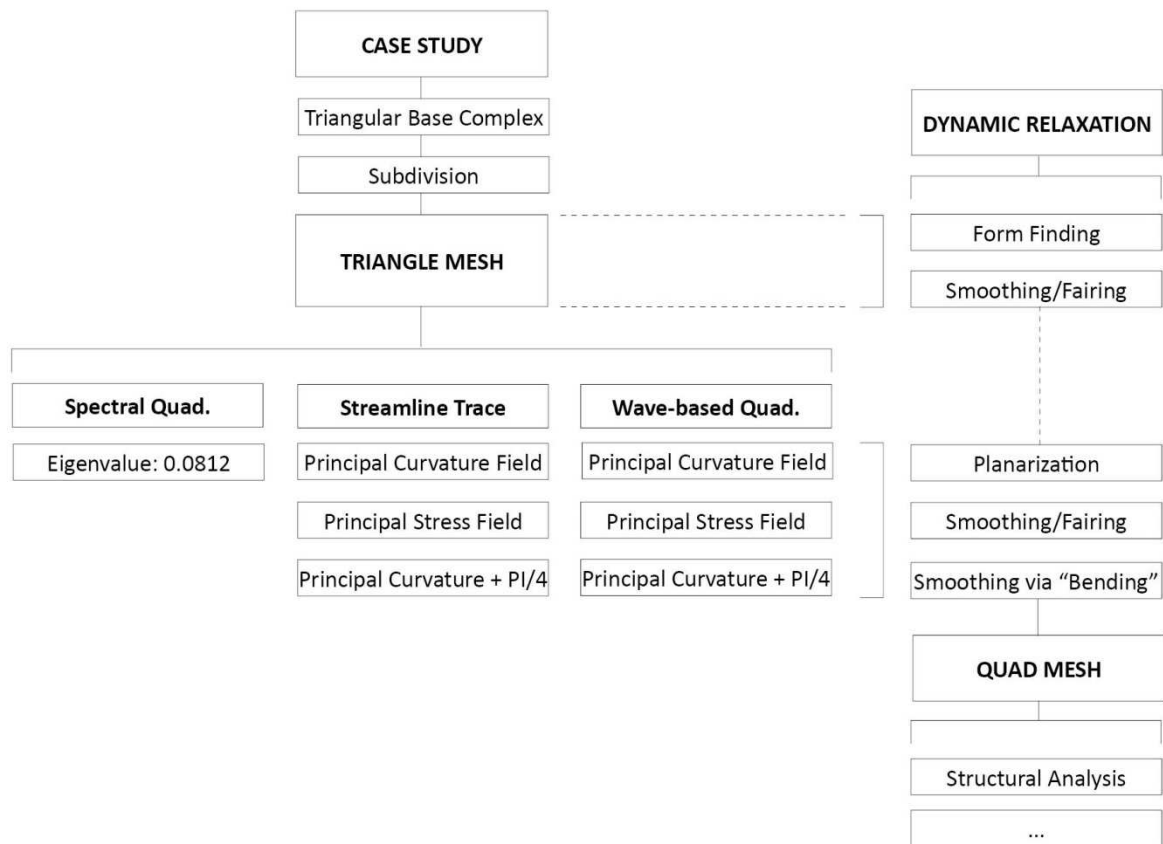 CASE STUDY
Triangular Base Complex
Subdivision
TRIANGLE MESH
DYNAMIC RELAXATION
Form Finding
Smoothing/Fairing
Spectral Quad.
Eigenvalue: 0.0812
Streamline Trace
Principal Curvature Field
Principal Stress Field
Principal Curvature + PI/4
Wave-based Quad.
Principal Curvature Field
Principal Stress Field
Principal Curvature + PI/4
Planarization
Smoothing/Fairing
Smoothing via “Bending”
QUAD MESH
Structural Analysis
...